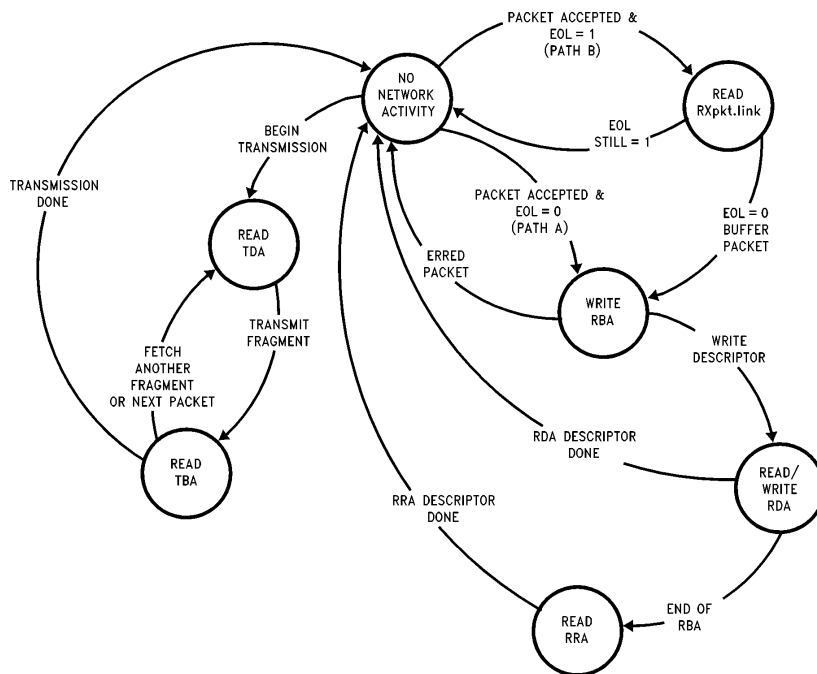 PACKET ACCEPTED &
EOL = 1
(PATH B)
NO
NETWORK
ACTIVITY
READ
RXpkt.link
EOL
STILL = 1
BEGIN
TRANSMISSION
TRANSMISSION
DONE
PACKET ACCEPTED &
EOL = 0
(PATH A)
EOL = 0
BUFFER
PACKET
READ
TDA
ERRED
PACKET
WRITE
RBA
TRANSMIT
FRAGMENT
WRITE
DESCRIPTOR
FETCH
ANOTHER
FRAGMENT
OR NEXT PACKET
RDA DESCRIPTOR
DONE
READ
TBA
READ/
WRITE
RDA
RRA DESCRIPTOR
DONE
END OF
RBA
READ
RRA